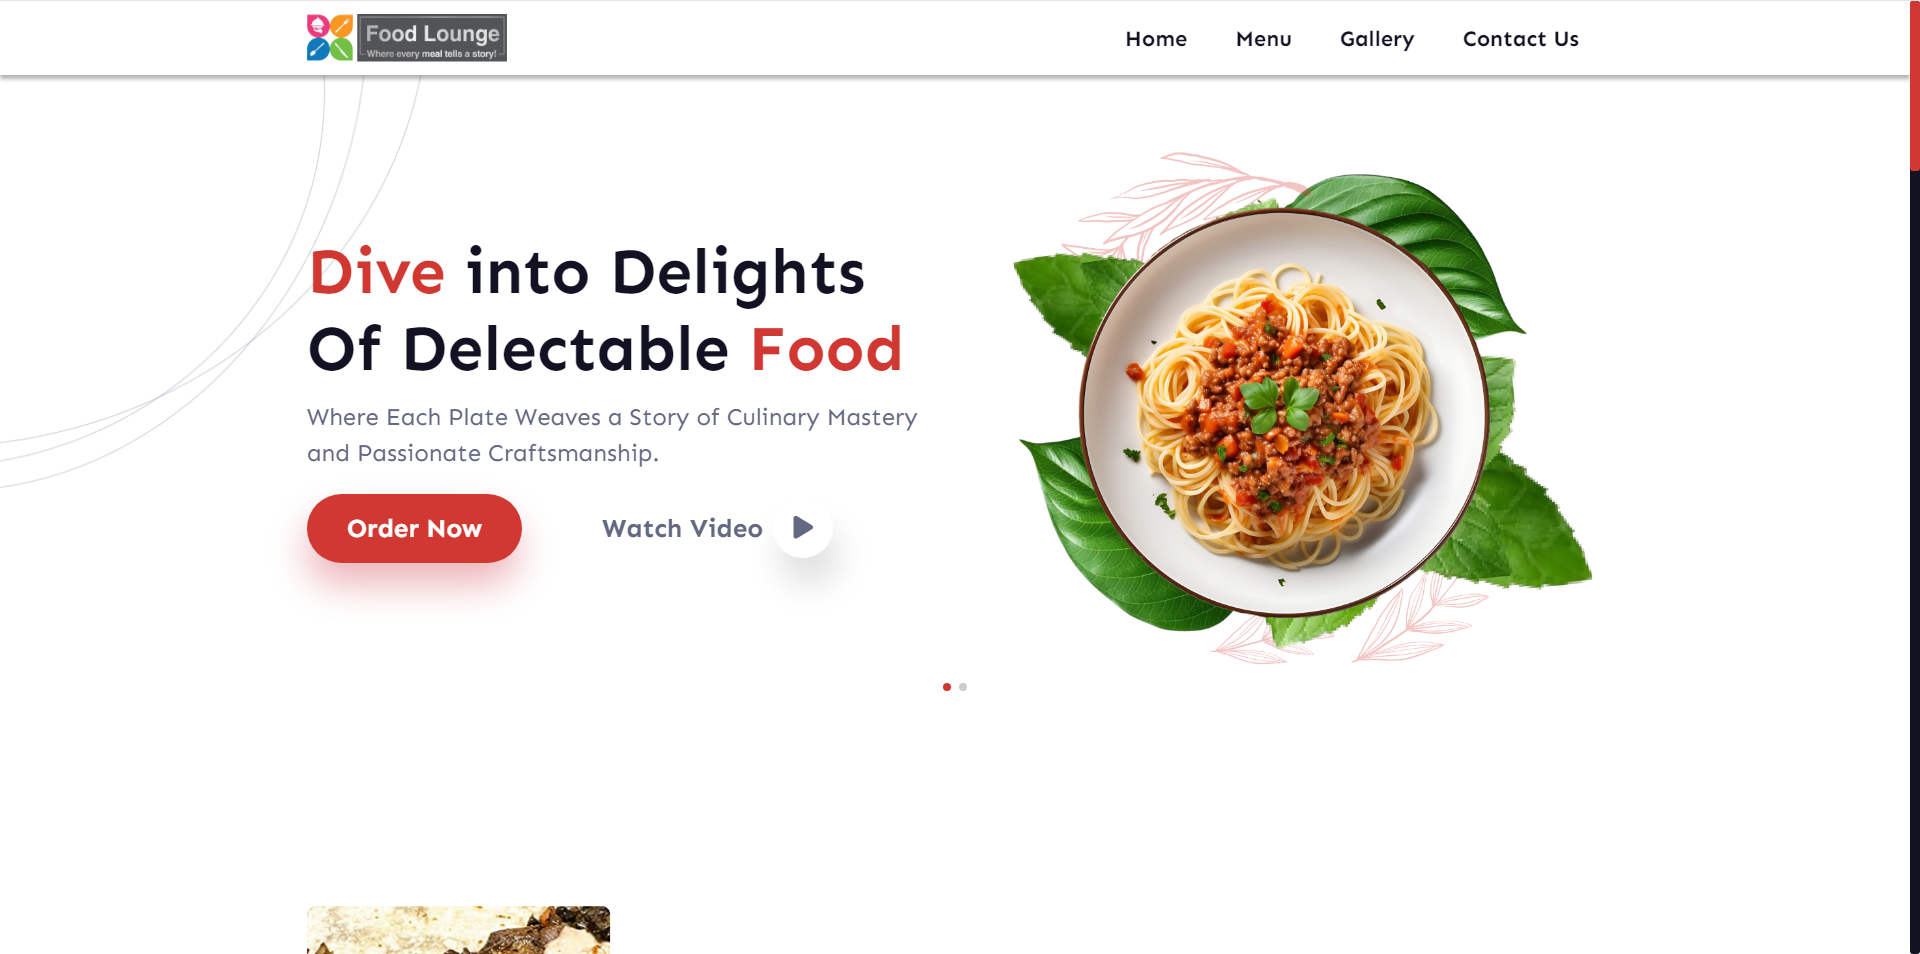 Food Lounge
Where every meal tells a story!
Home
Menu
Gallery
Contact Us
Dive into Delights
Of Delectable Food
Where Each Plate Weaves a Story of Culinary Mastery
and Passionate Craftsmanship.
Order Now
Watch Video